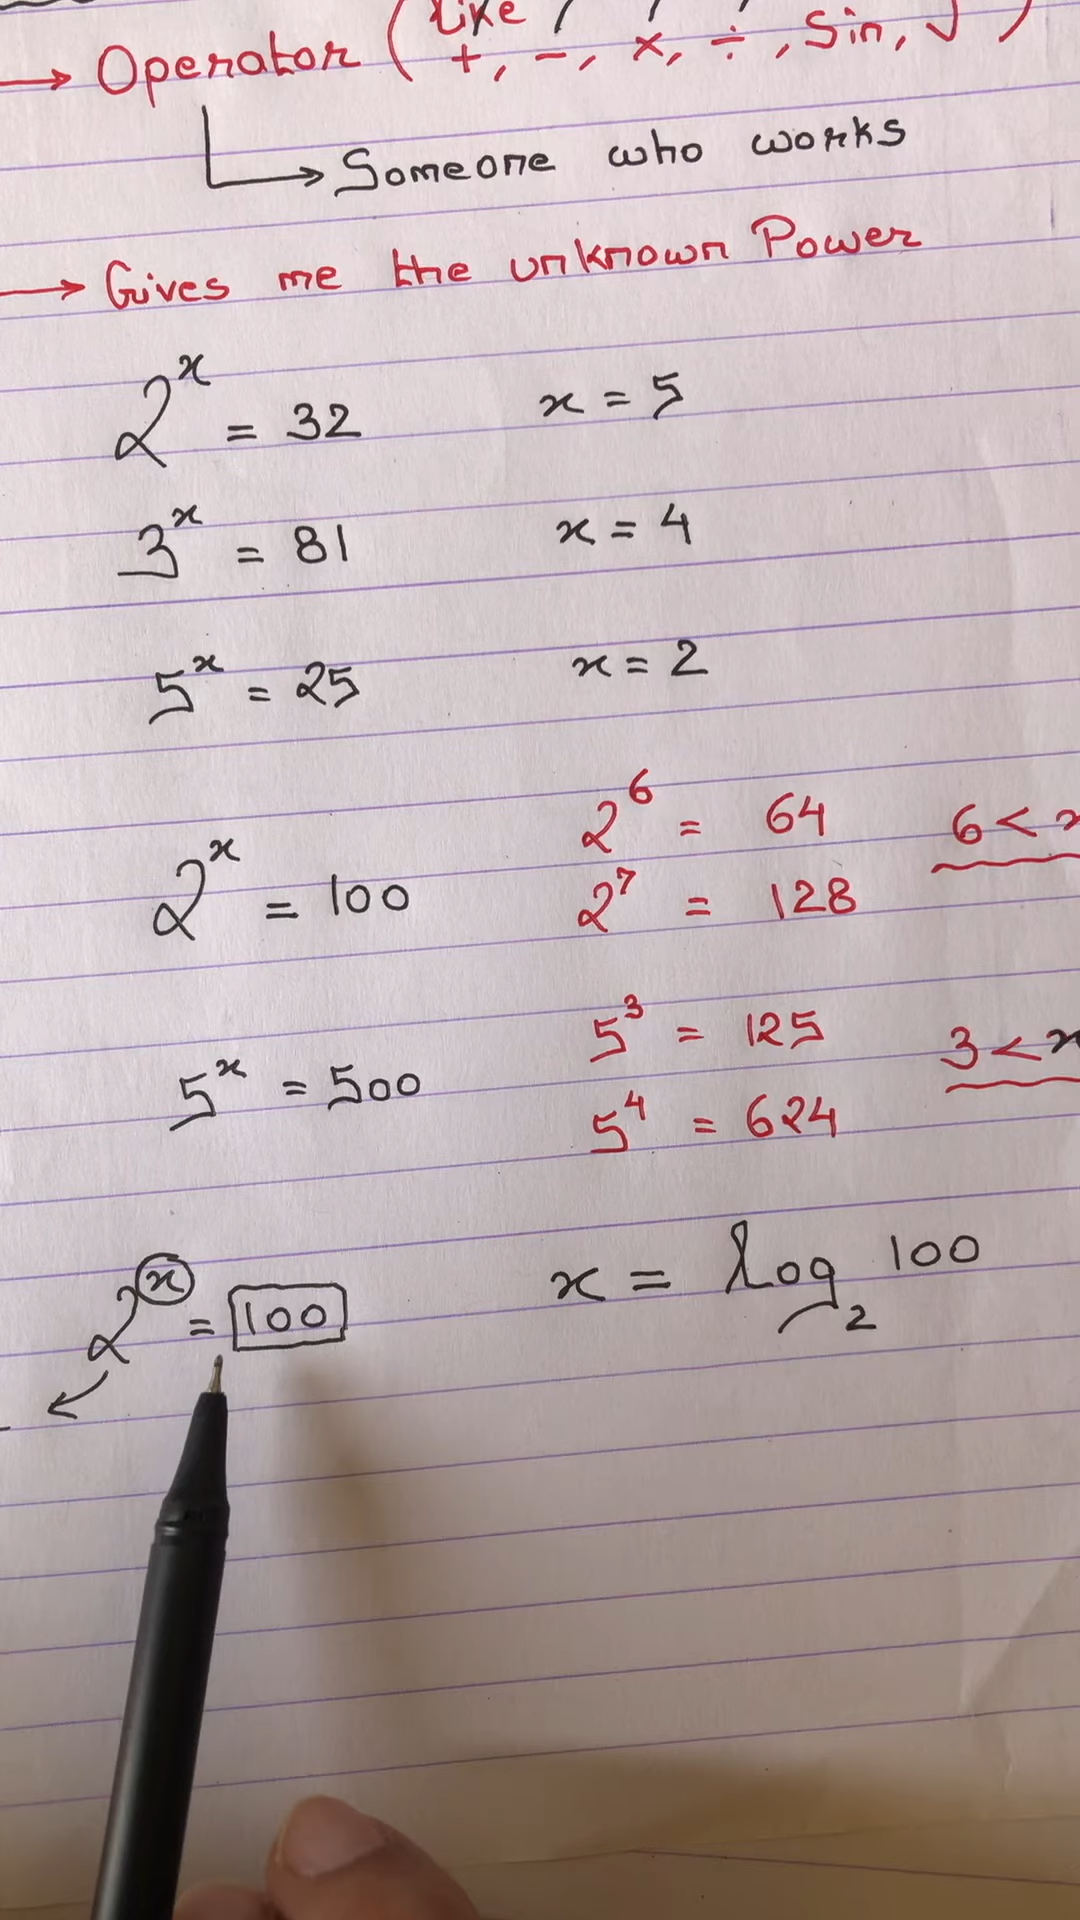 like
→ Operator ( +, -, ×, ÷, Sin, √ )
→ Someone who works
→ Gives me the unknown Power
2^x = 32 x = 5
3^x = 81 x = 4
5^x = 25 x = 2
2^6 = 64 6 < x
2^x = 100 2^7 = 128
5^3 = 125 3 < x
5^x = 500 5^4 = 624
2^x = 100 x = log_2 100